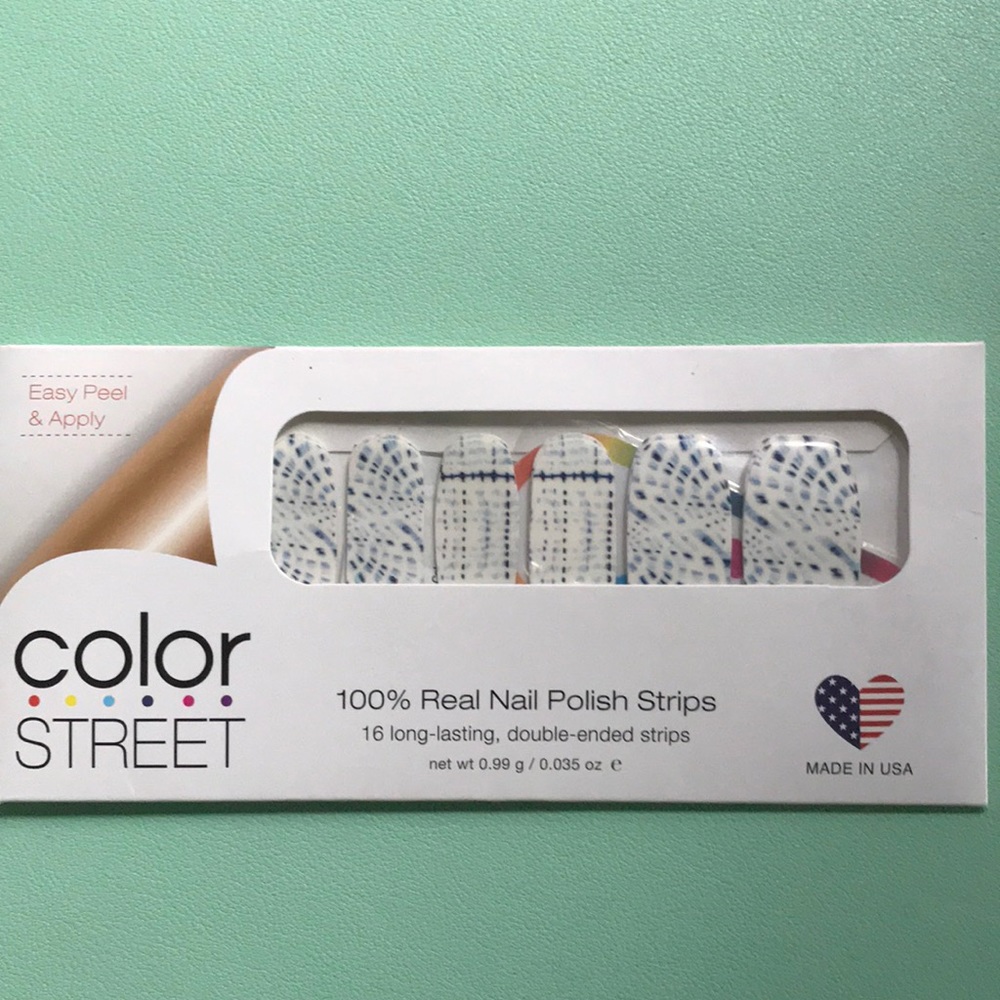 Easy Peel
& Apply
color
STREET
100% Real Nail Polish Strips
16 long-lasting, double-ended strips
net wt 0.99 g / 0.035 oz ℮
MADE IN USA